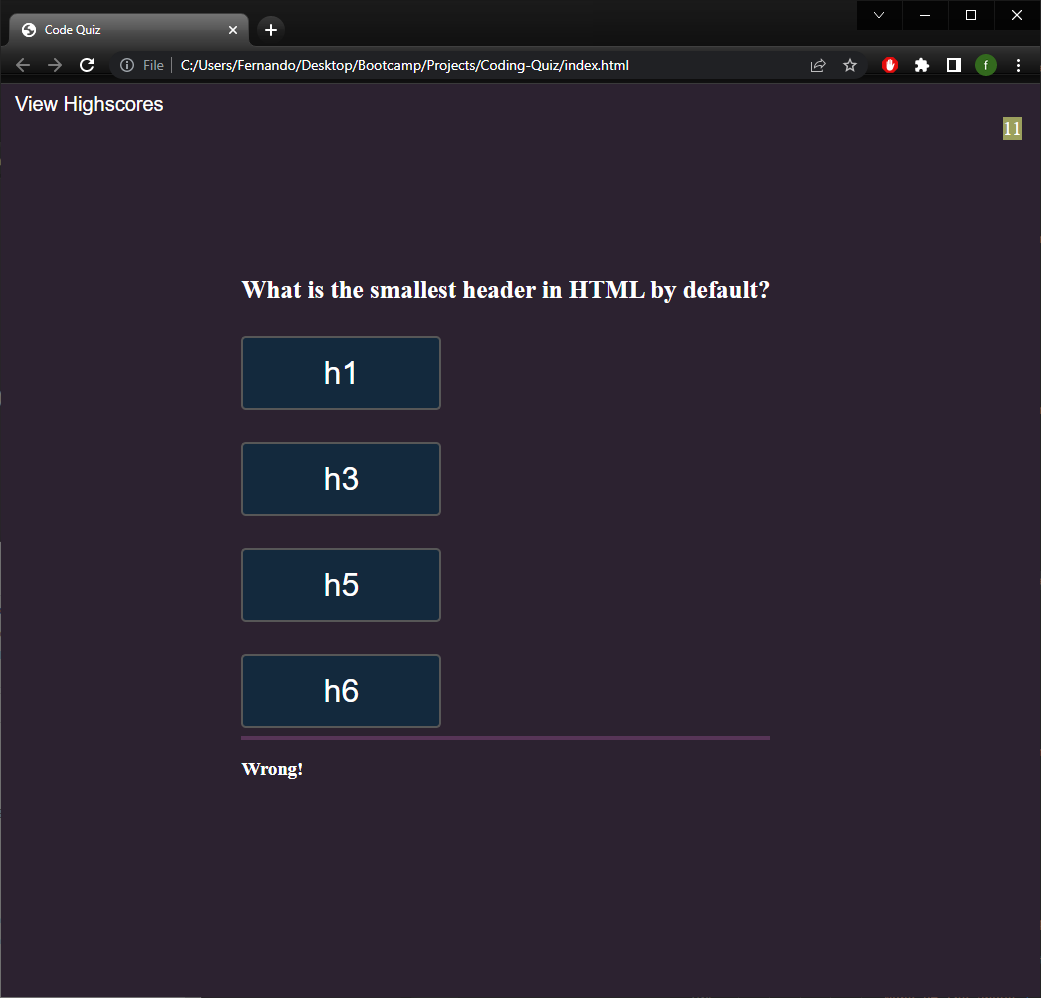 Code Quiz
File
C:/Users/Fernando/Desktop/Bootcamp/Projects/Coding-Quiz/index.html
f
View Highscores
11
What is the smallest header in HTML by default?
h1
h3
h5
h6
Wrong!